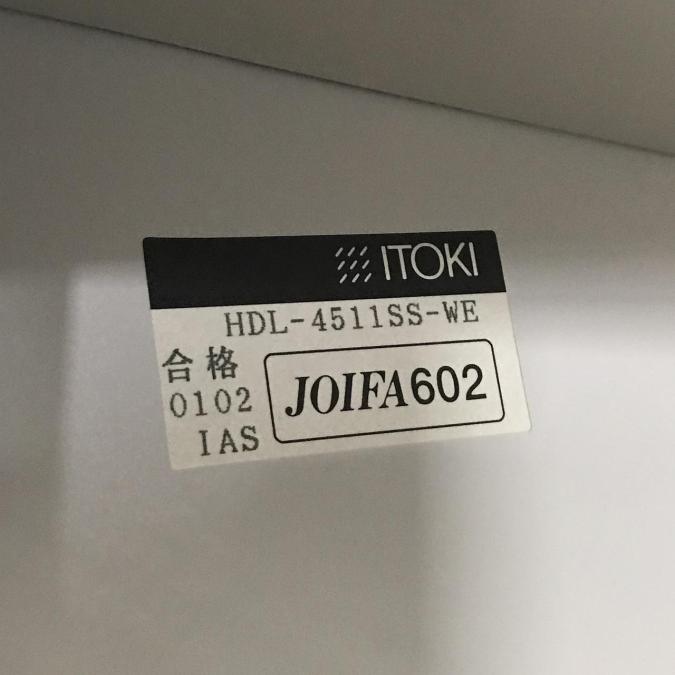 ITOKI
HDL-4511SS-WE
合格
0102
IAS
JOIFA602